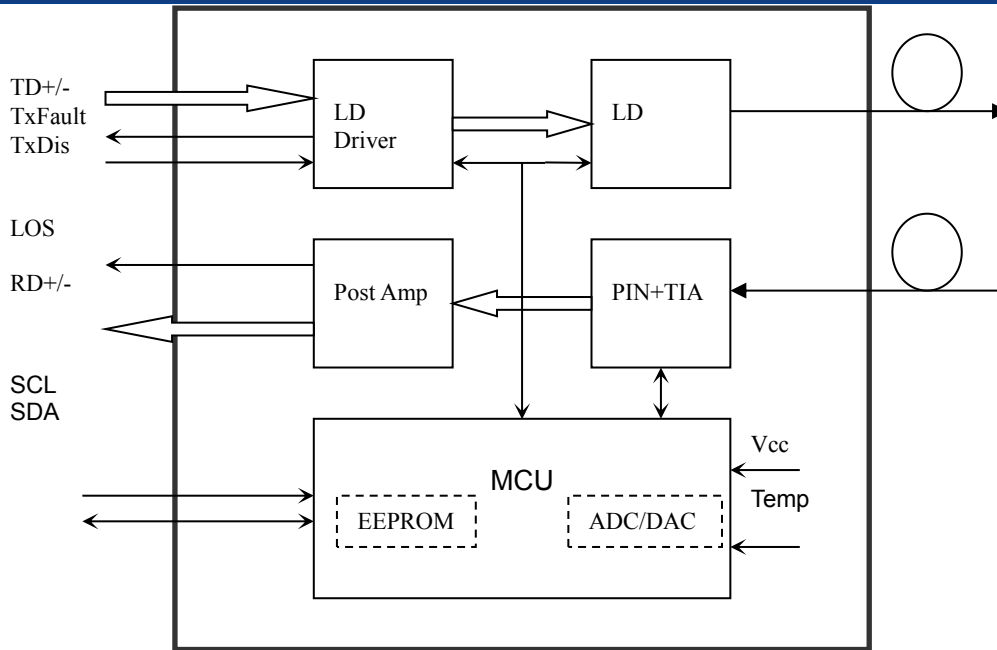 TD+/-
TxFault
TxDis
LOS
RD+/-
SCL
SDA
LD
Driver
LD
Post Amp
PIN+TIA
MCU
EEPROM
ADC/DAC
Vcc
Temp